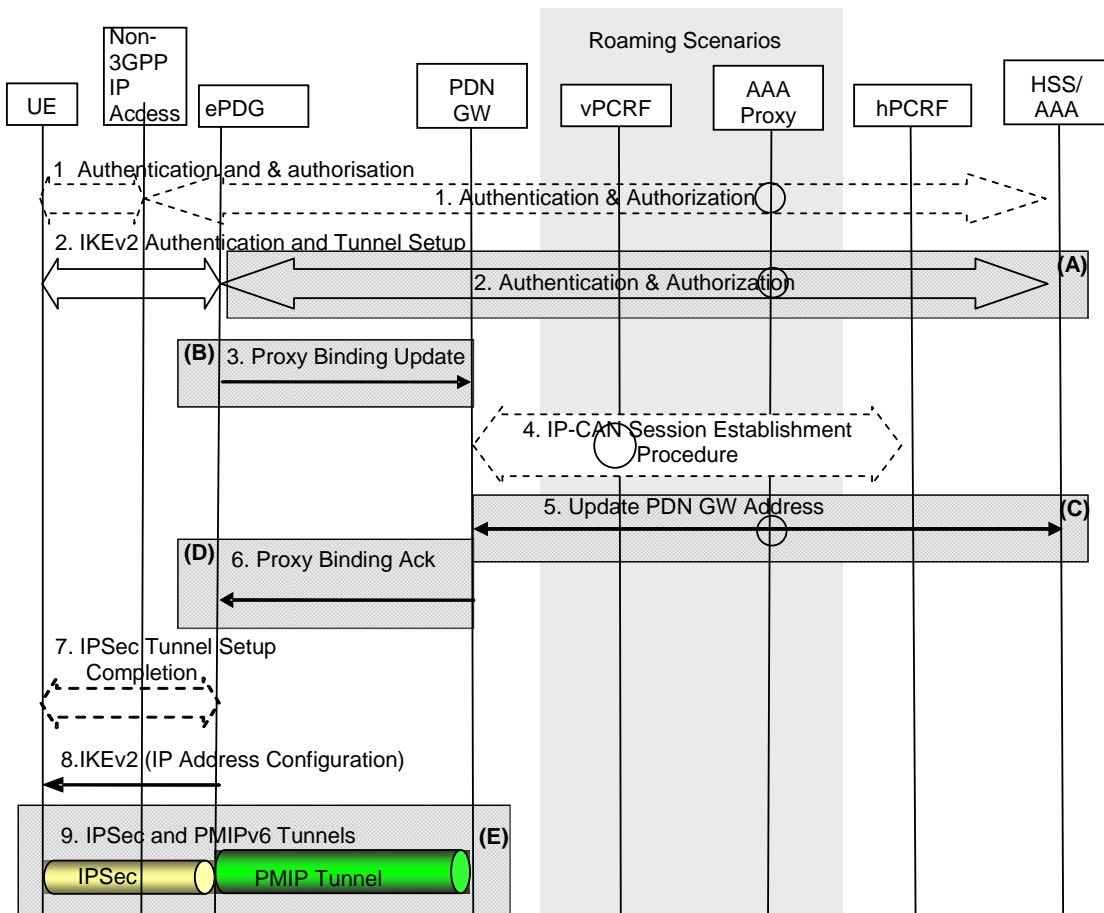 Roaming Scenarios
UE
Non-
3GPP
IP
Access
ePDG
PDN
GW
vPCRF
AAA
Proxy
hPCRF
HSS/
AAA
1 Authentication and & authorisation
1. Authentication & Authorization
2. IKEv2 Authentication and Tunnel Setup
(A)
2. Authentication & Authorization
(B)
3. Proxy Binding Update
4. IP-CAN Session Establishment
Procedure
5. Update PDN GW Address
(C)
(D)
6. Proxy Binding Ack
7. IPSec Tunnel Setup
Completion
8.IKEv2 (IP Address Configuration)
9. IPSec and PMIPv6 Tunnels
(E)
IPSec
PMIP Tunnel